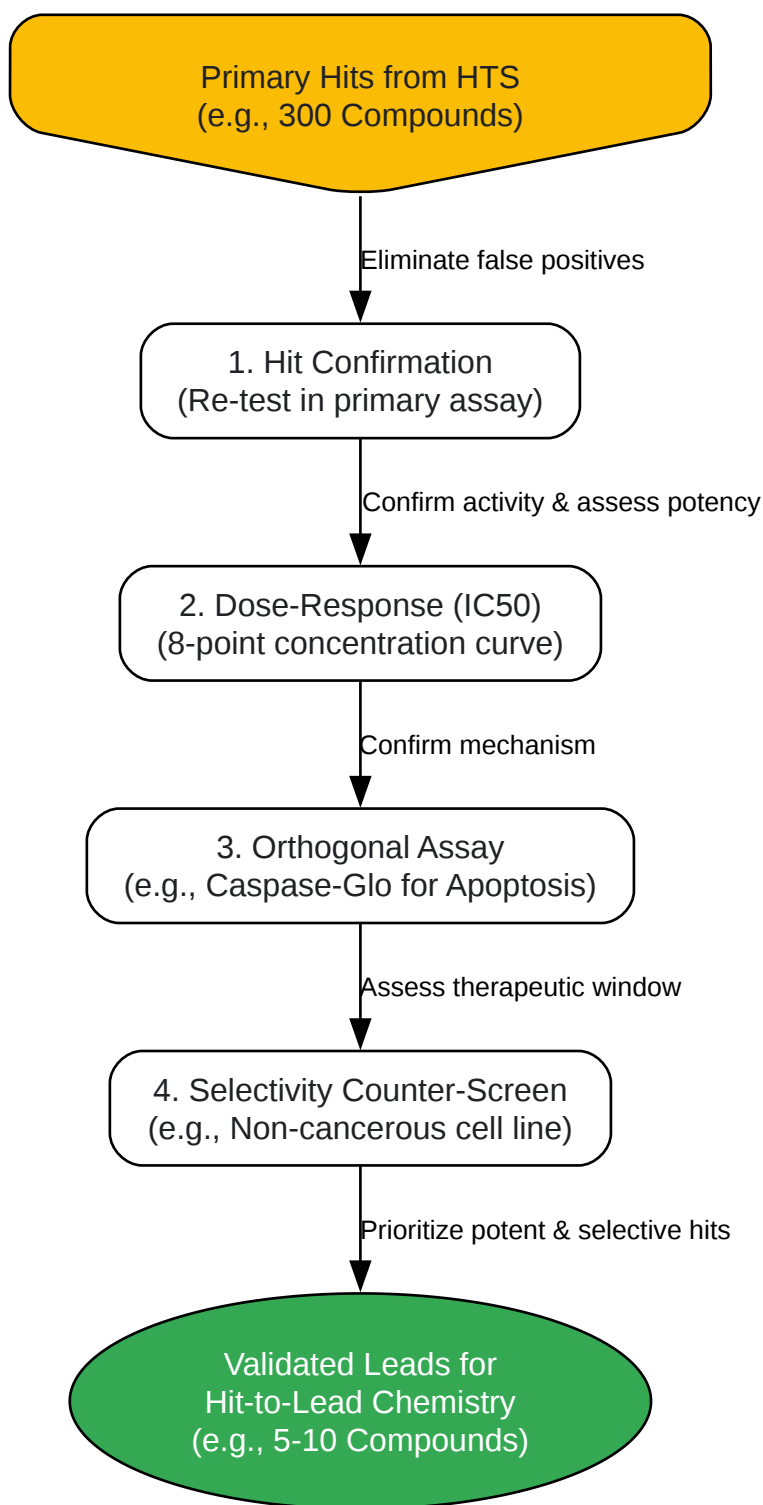 Primary Hits from HTS
(e.g., 300 Compounds)
Eliminate false positives
1. Hit Confirmation
(Re-test in primary assay)
Confirm activity & assess potency
2. Dose-Response (IC50)
(8-point concentration curve)
Confirm mechanism
3. Orthogonal Assay
(e.g., Caspase-Glo for Apoptosis)
Assess therapeutic window
4. Selectivity Counter-Screen
(e.g., Non-cancerous cell line)
Prioritize potent & selective hits
Validated Leads for
Hit-to-Lead Chemistry
(e.g., 5-10 Compounds)